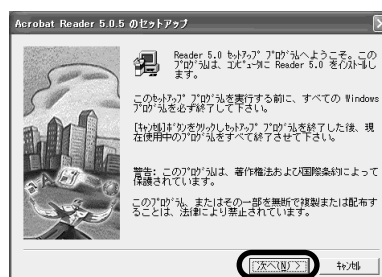 Acrobat Reader 5.0.5 のセットアップ
Reader 5.0 ｾｯﾄｱｯﾌﾟ ﾌﾟﾛｸﾞﾗﾑへようこそ。この
ﾌﾟﾛｸﾞﾗﾑは、ｺﾝﾋﾟｭｰﾀに Reader 5.0 をｲﾝｽﾄｰﾙし
ます。
このｾｯﾄｱｯﾌﾟ ﾌﾟﾛｸﾞﾗﾑを実行する前に、すべての Windows
ﾌﾟﾛｸﾞﾗﾑを必ず終了して下さい。
[ｷｬﾝｾﾙ]ﾎﾞﾀﾝをｸﾘｯｸしｾｯﾄｱｯﾌﾟ ﾌﾟﾛｸﾞﾗﾑを終了した後、現
在使用中のﾌﾟﾛｸﾞﾗﾑをすべて終了させて下さい。
警告: このﾌﾟﾛｸﾞﾗﾑは、著作権法および国際条約によって
保護されています。
このﾌﾟﾛｸﾞﾗﾑ、またはその一部を無断で複製または配布す
ることは、法律により禁止されています。
次へ(N) >
ｷｬﾝｾﾙ